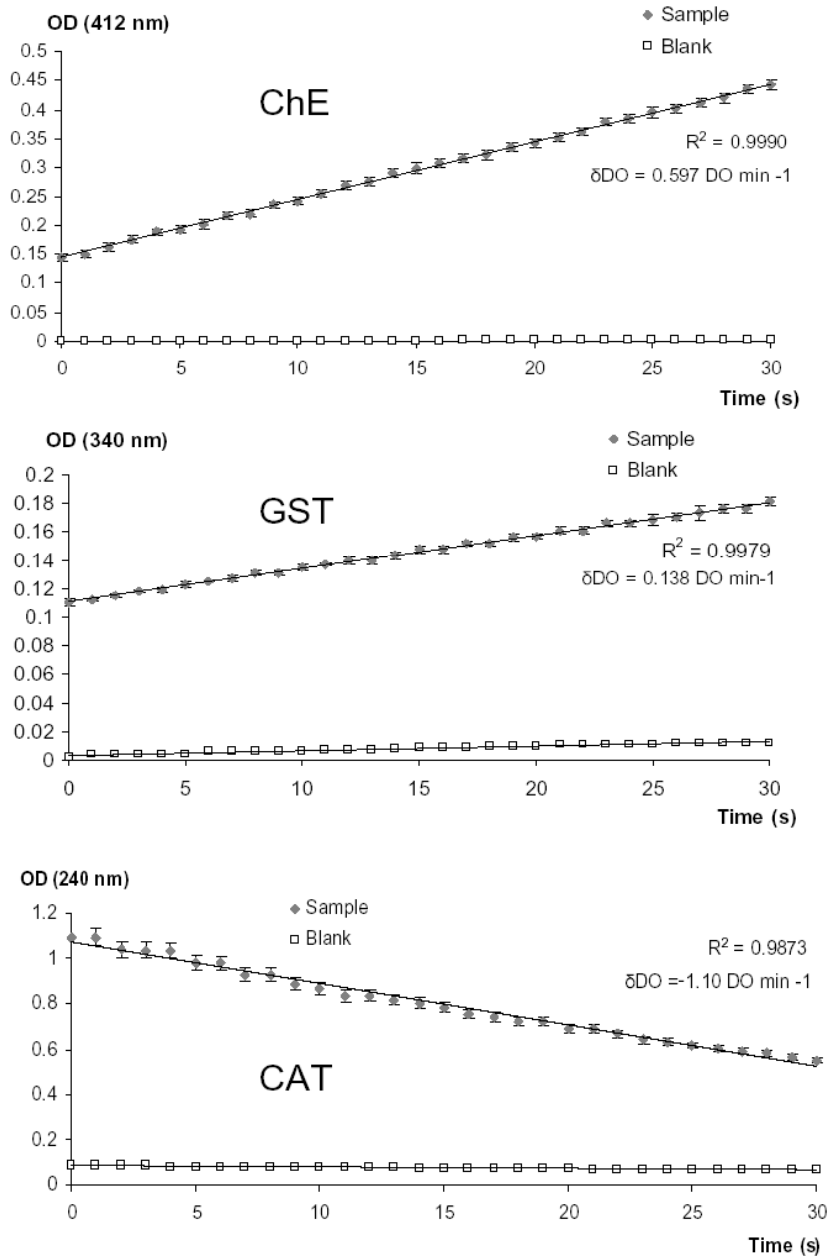 OD (412 nm)
Sample
Blank
0.5
0.45
0.4
0.35
0.3
0.25
0.2
0.15
0.1
0.05
0
ChE
R² = 0.9990
δDO = 0.597 DO min -1
0 5 10 15 20 25 30
Time (s)
OD (340 nm)
Sample
Blank
0.2
0.18
0.16
0.14
0.12
0.1
0.08
0.06
0.04
0.02
0
GST
R² = 0.9979
δDO = 0.138 DO min-1
0 5 10 15 20 25 30
Time (s)
OD (240 nm)
Sample
Blank
1.2
1
0.8
0.6
0.4
0.2
0
R² = 0.9873
δDO =-1.10 DO min -1
CAT
0 5 10 15 20 25 30
Time (s)